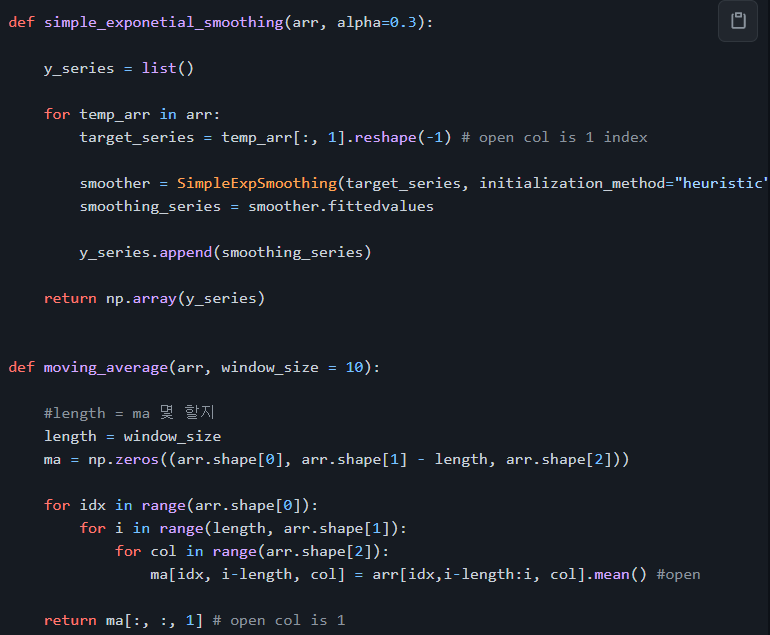 def simple_exponetial_smoothing(arr, alpha=0.3):
y_series = list()
for temp_arr in arr:
target_series = temp_arr[:, 1].reshape(-1) # open col is 1 index
smoother = SimpleExpSmoothing(target_series, initialization_method="heuristic"
smoothing_series = smoother.fittedvalues
y_series.append(smoothing_series)
return np.array(y_series)
def moving_average(arr, window_size = 10):
#length = ma 몇 할지
length = window_size
ma = np.zeros((arr.shape[0], arr.shape[1] - length, arr.shape[2]))
for idx in range(arr.shape[0]):
for i in range(length, arr.shape[1]):
for col in range(arr.shape[2]):
ma[idx, i-length, col] = arr[idx,i-length:i, col].mean() #open
return ma[:, :, 1] # open col is 1